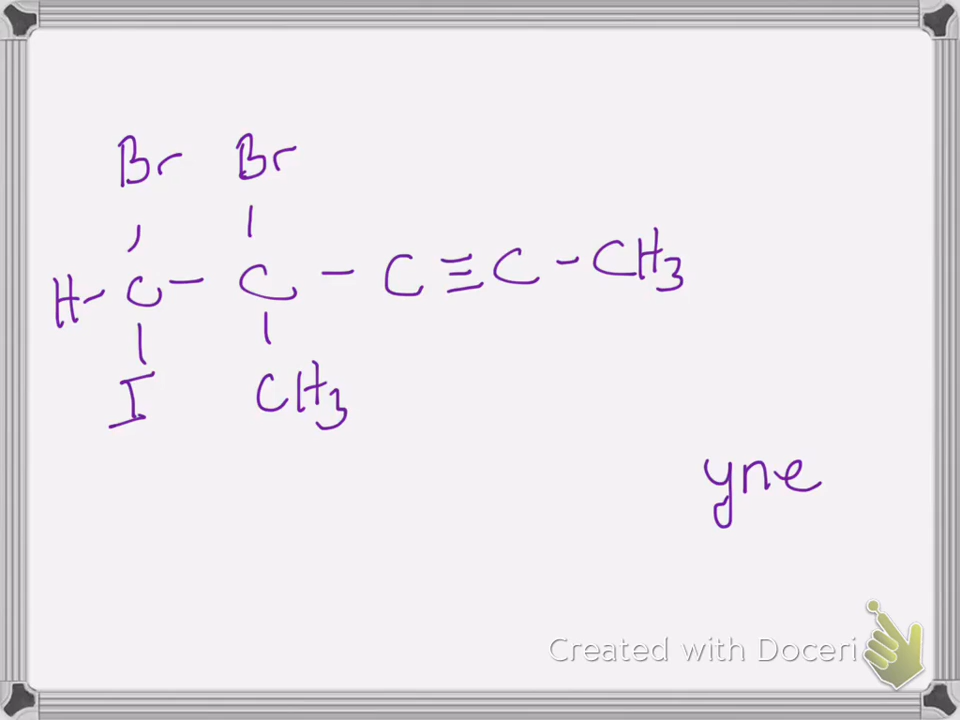 Br Br
H - C - C - C ≡ C - CH3
I CH3
yne
Created with Doceri